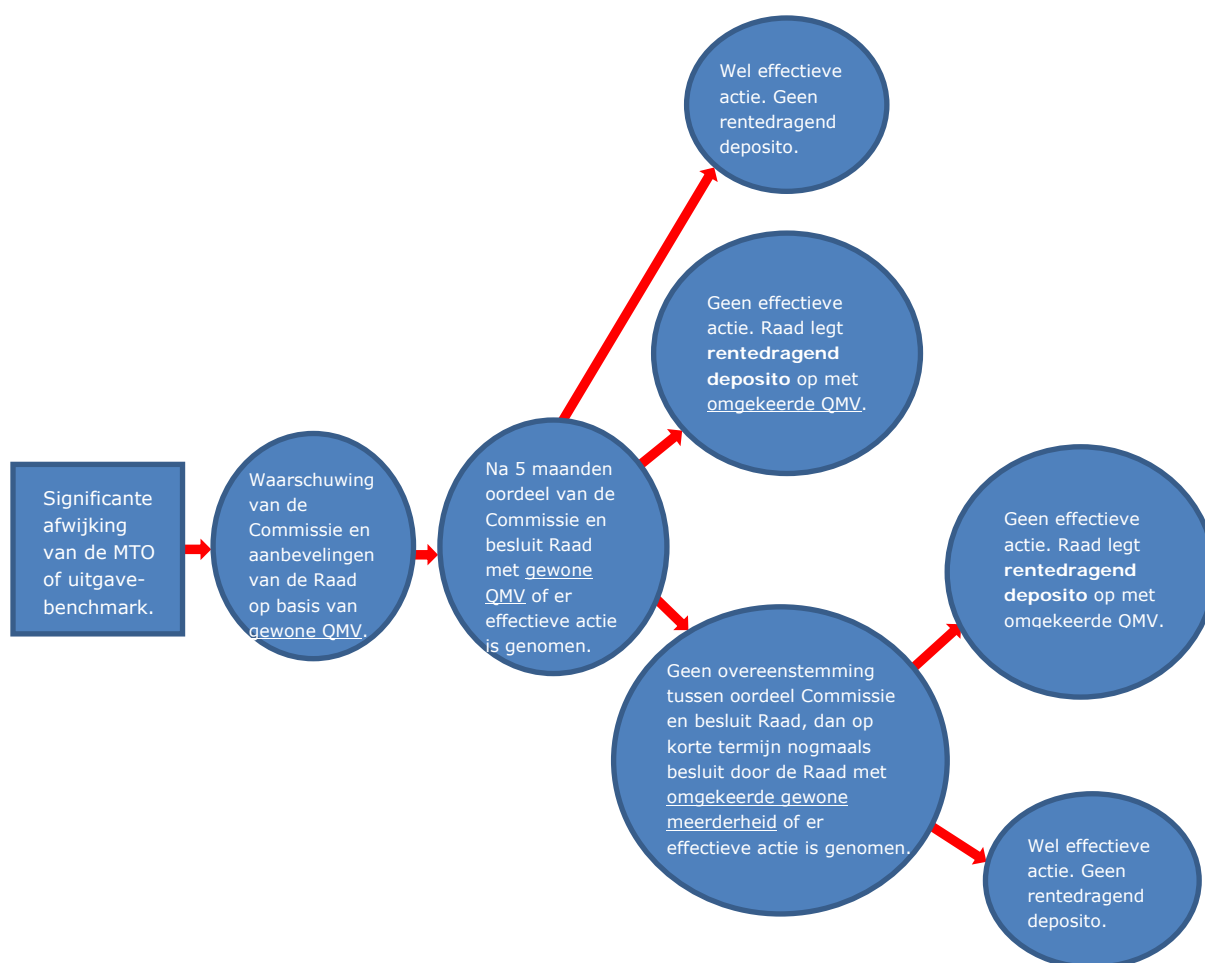 Significante
afwijking
van de MTO
of uitgave-
benchmark.
Waarschuwing
van de
Commissie en
aanbevelingen
van de Raad
op basis van
gewone QMV.
Na 5 maanden
oordeel van de
Commissie en
besluit Raad
met gewone
QMV of er
effectieve actie
is genomen.
Wel effectieve
actie. Geen
rentedragend
deposito.
Geen effectieve
actie. Raad legt
rentedragend
deposito op met
omgekeerde QMV.
Geen overeenstemming
tussen oordeel Commissie
en besluit Raad, dan op
korte termijn nogmaals
besluit door de Raad met
omgekeerde gewone
meerderheid of er
effectieve actie is genomen.
Geen effectieve
actie. Raad legt
rentedragend
deposito op met
omgekeerde QMV.
Wel effectieve
actie. Geen
rentedragend
deposito.